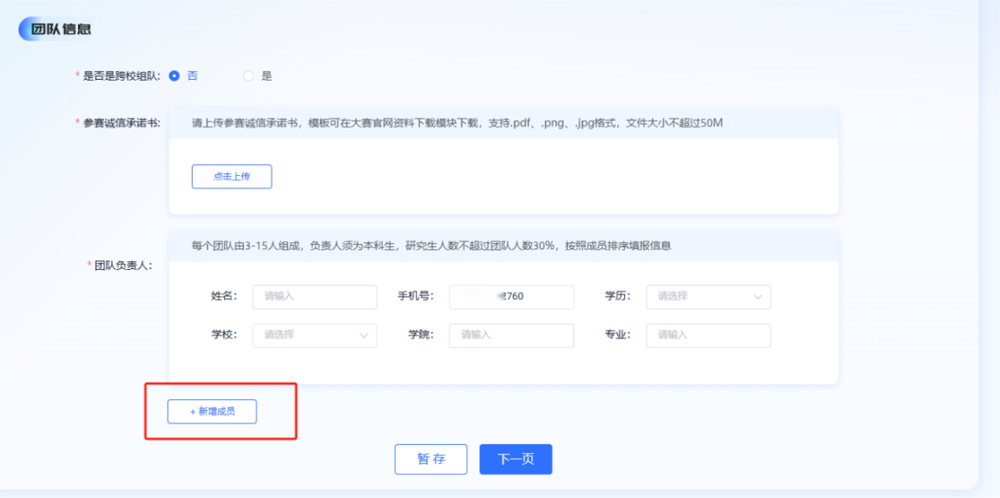 团队信息
* 是否是跨校组队: 否 是
* 参赛诚信承诺书: 请上传参赛诚信承诺书，模板可在大赛官网资料下载模块下载，支持.pdf、.png、.jpg格式，文件大小不超过50M
点击上传
每个团队由3-15人组成，负责人须为本科生，研究生人数不超过团队人数30%，按照成员排序填报信息
* 团队负责人:
姓名: 请输入 手机号: 2760 学历: 请选择
学校: 请选择 学院: 请输入 专业: 请输入
+ 新增成员
暂 存 下一页